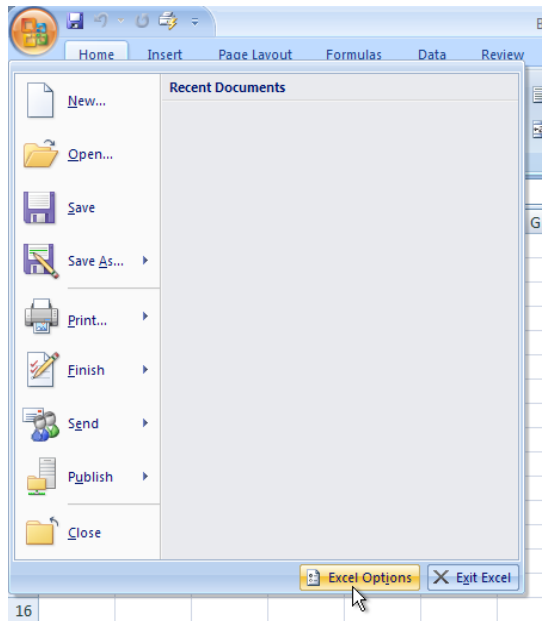 Home Insert Page Layout Formulas Data Review
Recent Documents
New...
Open...
Save
Save As...
Print...
Finish
Send
Publish
Close
Excel Options Exit Excel
G
16